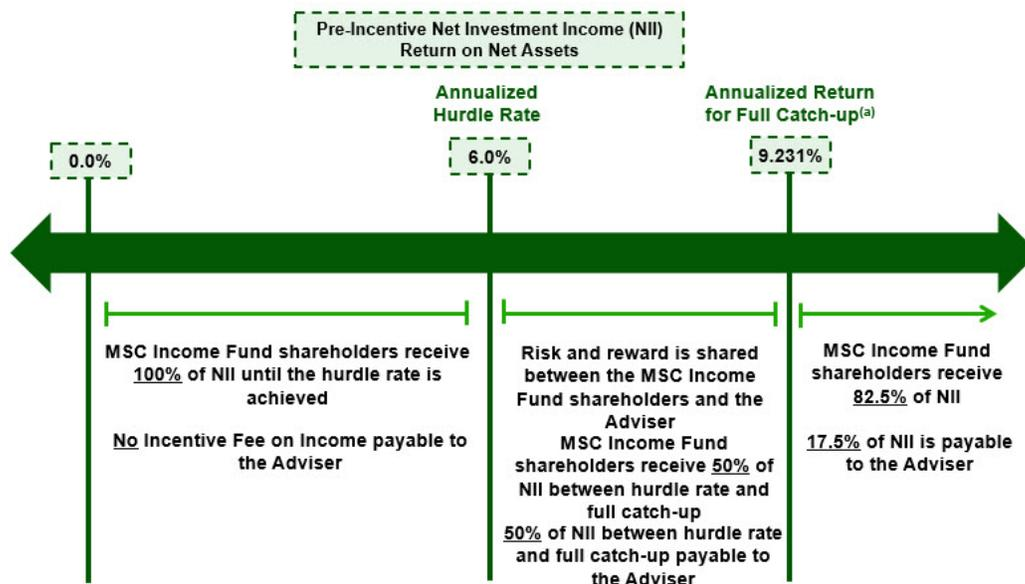 Pre-Incentive Net Investment Income (NII)
Return on Net Assets
Annualized
Hurdle Rate
Annualized Return
for Full Catch-up(a)
0.0%
6.0%
9.231%
MSC Income Fund shareholders receive
100% of NII until the hurdle rate is
achieved
No Incentive Fee on Income payable to
the Adviser
Risk and reward is shared
between the MSC Income
Fund shareholders and the
Adviser
MSC Income Fund
shareholders receive 50% of
NII between hurdle rate and
full catch-up
50% of NII between hurdle rate
and full catch-up payable to
the Adviser
MSC Income Fund
shareholders receive
82.5% of NII
17.5% of NII is payable
to the Adviser